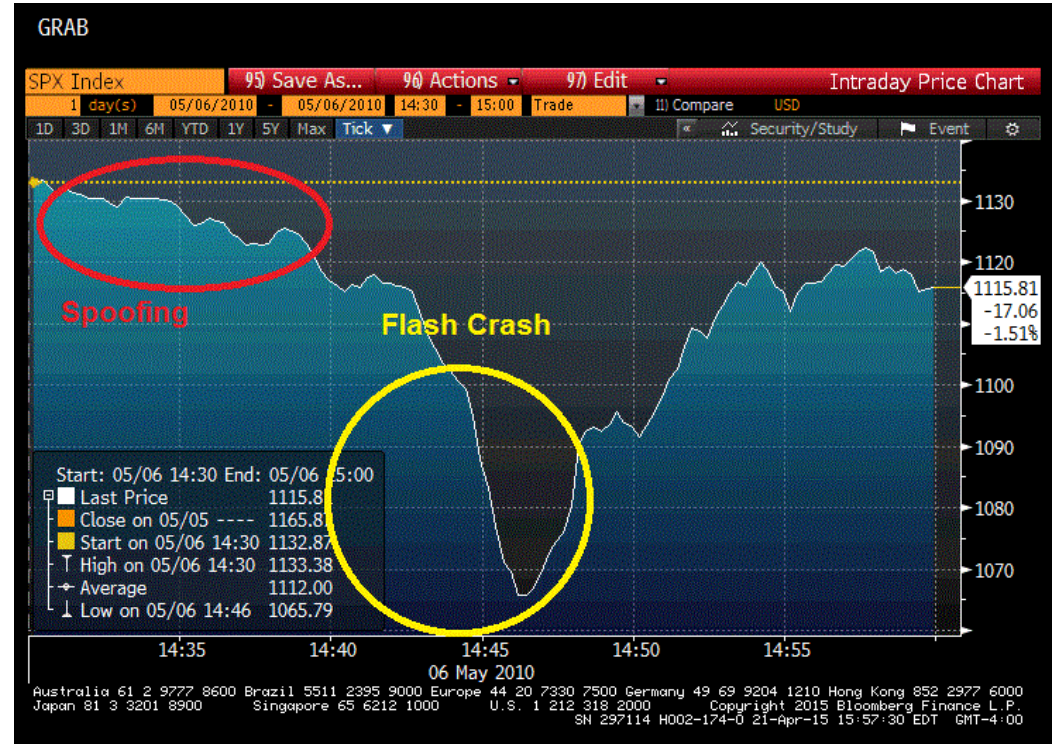 GRAB
SPX Index 95) Save As... 96) Actions 97) Edit Intraday Price Chart
1 day(s) 05/06/2010 - 05/06/2010 14:30 - 15:00 Trade 11) Compare USD
1D 3D 1M 6M YTD 1Y 5Y Max Tick ▼ « Security/Study Event
1130
1120
1115.81
-17.06
-1.51%
Spoofing
Flash Crash
1100
1090
1080
1070
Start: 05/06 14:30 End: 05/06 15:00
Last Price 1115.81
Close on 05/05 ---- 1165.87
Start on 05/06 14:30 1132.87
High on 05/06 14:30 1133.38
Average 1112.00
Low on 05/06 14:46 1065.79
14:35 14:40 14:45 14:50 14:55
06 May 2010
Australia 61 2 9777 8600 Brazil 5511 2395 9000 Europe 44 20 7330 7500 Germany 49 69 9204 1210 Hong Kong 852 2977 6000
Japan 81 3 3201 8900 Singapore 65 6212 1000 U.S. 1 212 318 2000 Copyright 2015 Bloomberg Finance L.P.
SN 297114 H002-174-0 21-Apr-15 15:57:30 EDT GMT-4:00